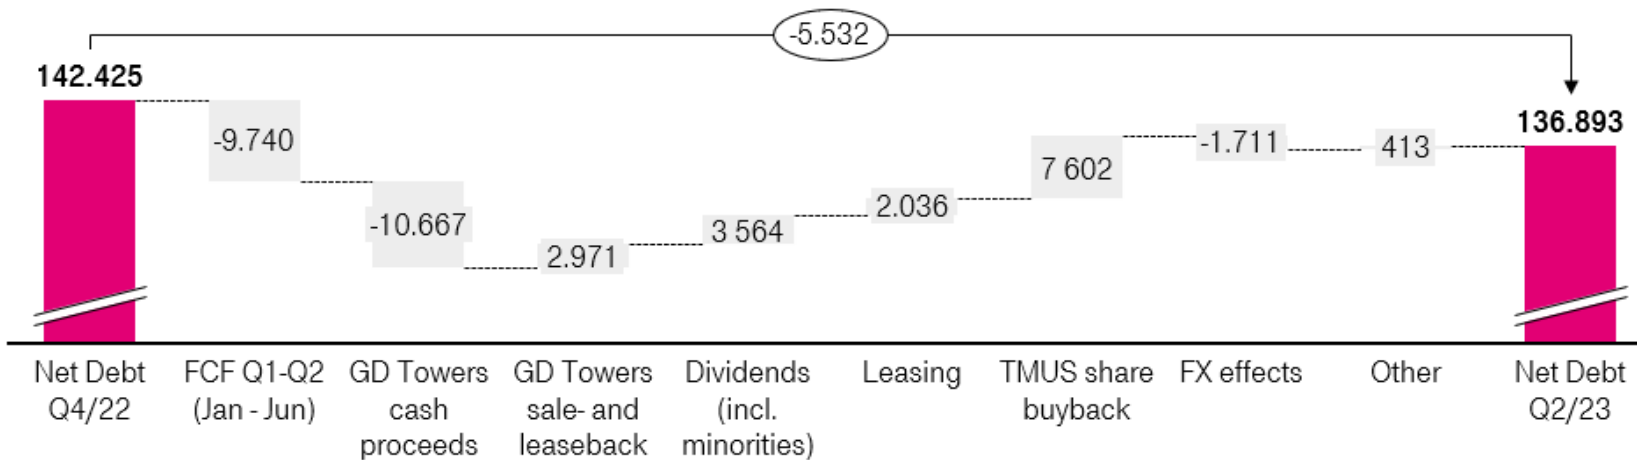 -5.532
142.425
136.893
-9.740
-10.667
2.971
3 564
2.036
7 602
-1.711
413
Net Debt
Q4/22
FCF Q1-Q2
(Jan - Jun)
GD Towers
cash
proceeds
GD Towers
sale- and
leaseback
Dividends
(incl.
minorities)
Leasing
TMUS share
buyback
FX effects
Other
Net Debt
Q2/23